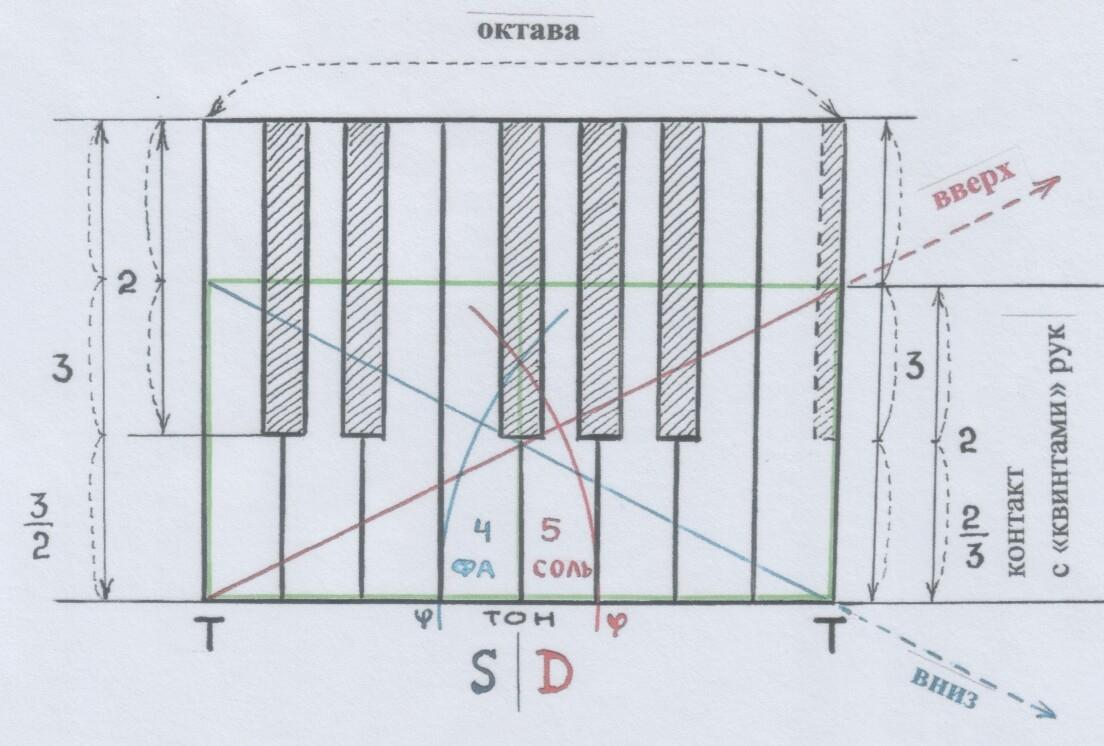 октава
вверх
2
3
3
2
3
2
2
3
контакт
с «квинтами» рук
4
5
ФА
СОЛЬ
φ
ТОН
φ
Т
Т
S
D
вниз